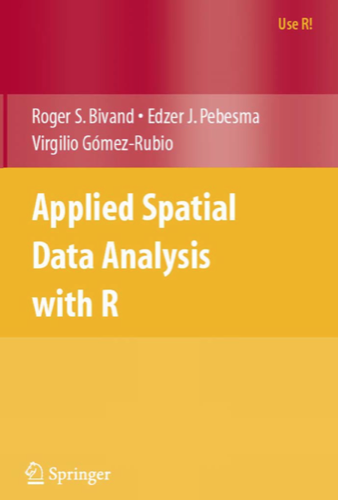 Use R!
Roger S. Bivand • Edzer J. Pebesma
Virgilio Gómez-Rubio
Applied Spatial
Data Analysis
with R
Springer